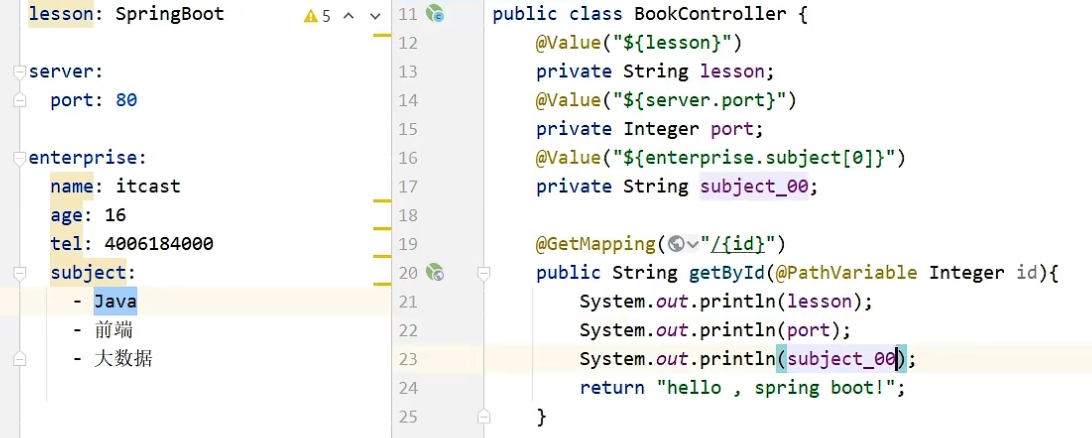 lesson: SpringBoot
5
server:
  port: 80
enterprise:
  name: itcast
  age: 16
  tel: 4006184000
  subject:
    - Java
    - 前端
    - 大数据
11 public class BookController {
12     @Value("${lesson}")
13     private String lesson;
14     @Value("${server.port}")
15     private Integer port;
16     @Value("${enterprise.subject[0]}")
17     private String subject_00;
18
19     @GetMapping("/{id}")
20     public String getById(@PathVariable Integer id){
21         System.out.println(lesson);
22         System.out.println(port);
23         System.out.println(subject_00);
24         return "hello , spring boot!";
25     }